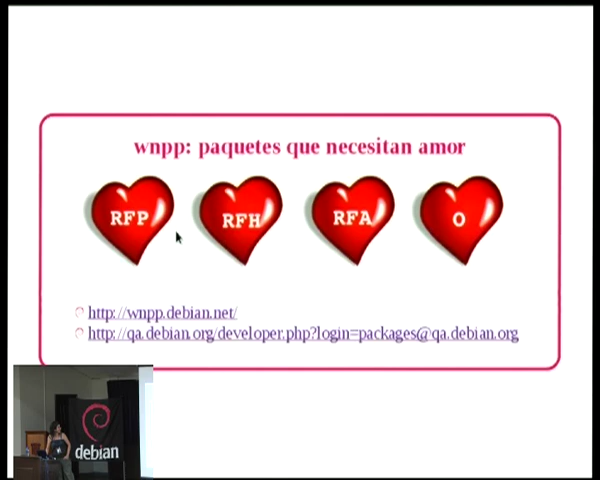 wnpp: paquetes que necesitan amor
RFP RFH RFA O
http://wnpp.debian.net/
http://qa.debian.org/developer.php?login=packages@qa.debian.org
debian